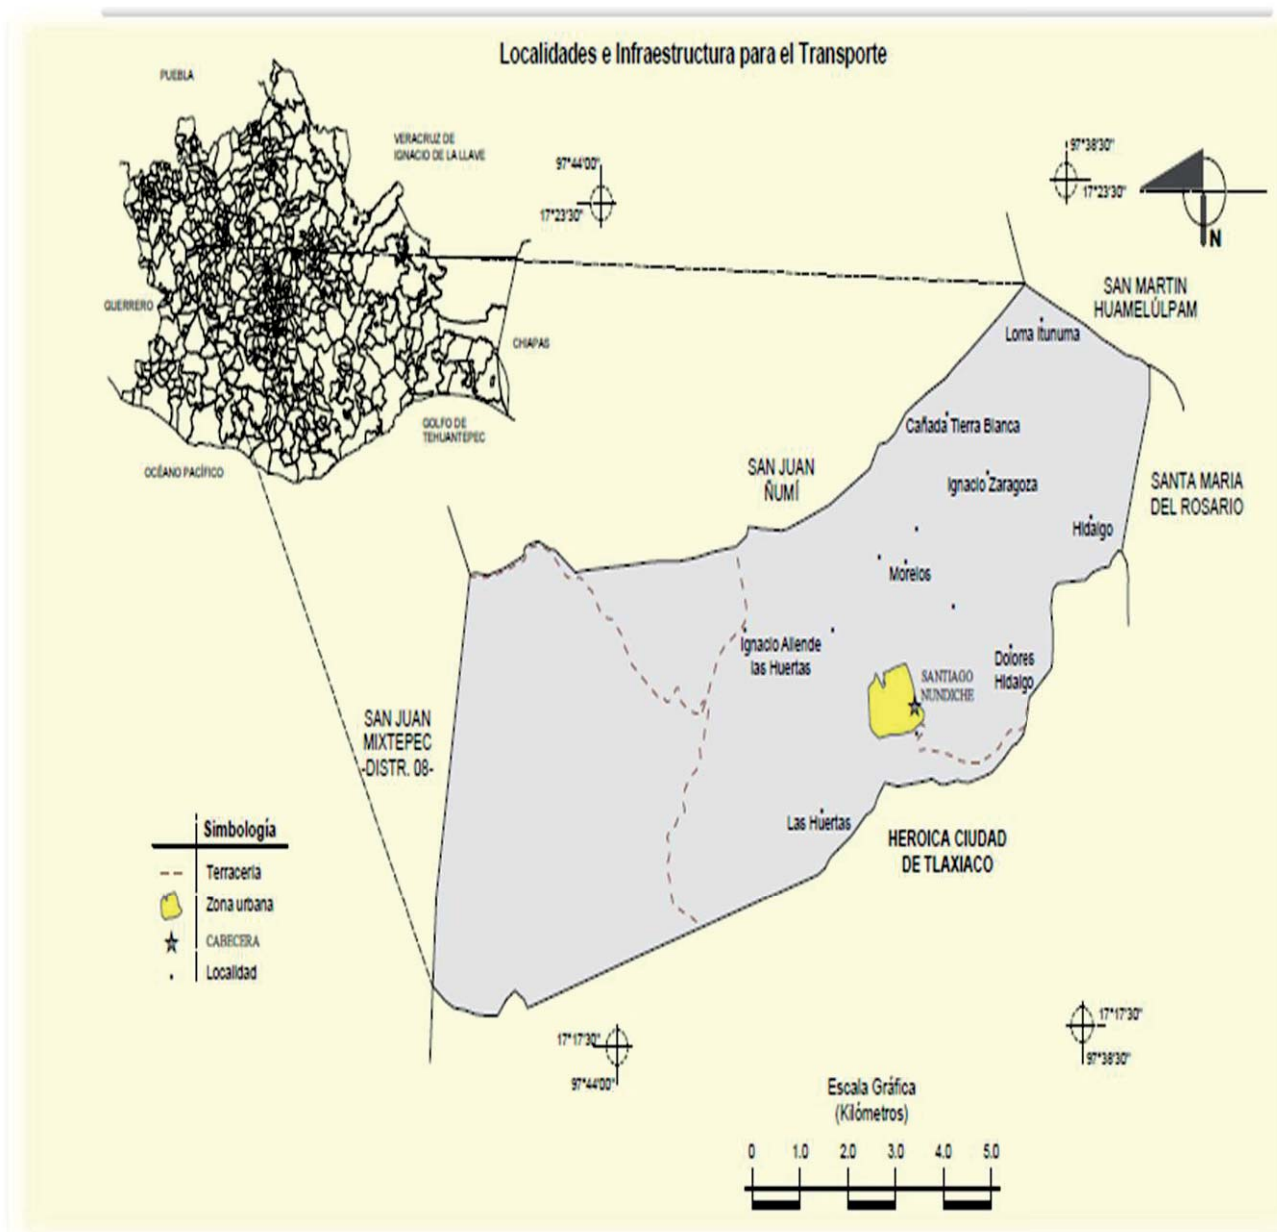 Localidades e Infraestructura para el Transporte
PUEBLA
VERACRUZ DE
IGNACIO DE LA LLAVE
GUERRERO
CHIAPAS
GOLFO DE
TEHUANTEPEC
OCÉANO PACÍFICO
97°44'00"
17°23'30"
97°38'30"
17°23'30"
N
SAN MARTIN
HUAMELÚLPAM
Loma Itunuma
Cañada Tierra Blanca
SAN JUAN
ÑUMÍ
Ignacio Zaragoza
SANTA MARIA
DEL ROSARIO
Hidalgo
Morelos
Ignacio Allende
las Huertas
Dolores
Hidalgo
SANTIAGO
NUNDICHE
SAN JUAN
MIXTEPEC
-DISTR. 08-
Las Huertas
HEROICA CIUDAD
DE TLAXIACO
Simbología
Terracería
Zona urbana
CABECERA
Localidad
17°17'30"
97°44'00"
17°17'30"
97°38'30"
Escala Gráfica
(Kilómetros)
0 1.0 2.0 3.0 4.0 5.0